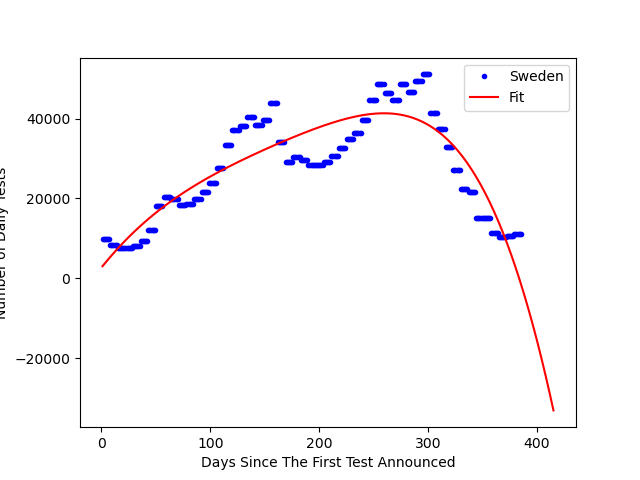 Sweden
Fit
40000
20000
0
−20000
0 100 200 300 400
Number of Daily Tests
Days Since The First Test Announced